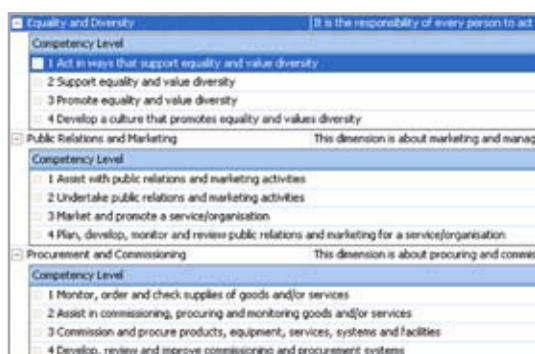 Equality and Diversity It is the responsibility of every person to act
Competency Level
1 Act in ways that support equality and value diversity
2 Support equality and value diversity
3 Promote equality and value diversity
4 Develop a culture that promotes equality and values diversity
Public Relations and Marketing This dimension is about marketing and manag
Competency Level
1 Assist with public relations and marketing activities
2 Undertake public relations and marketing activities
3 Market and promote a service/organisation
4 Plan, develop, monitor and review public relations and marketing for a service/organisation
Procurement and Commissioning This dimension is about procuring and commis
Competency Level
1 Monitor, order and check supplies of goods and/or services
2 Assist in commissioning, procuring and monitoring goods and/or services
3 Commission and procure products, equipment, services, systems and facilities
4 Develop, review and improve commissioning and procurement systems